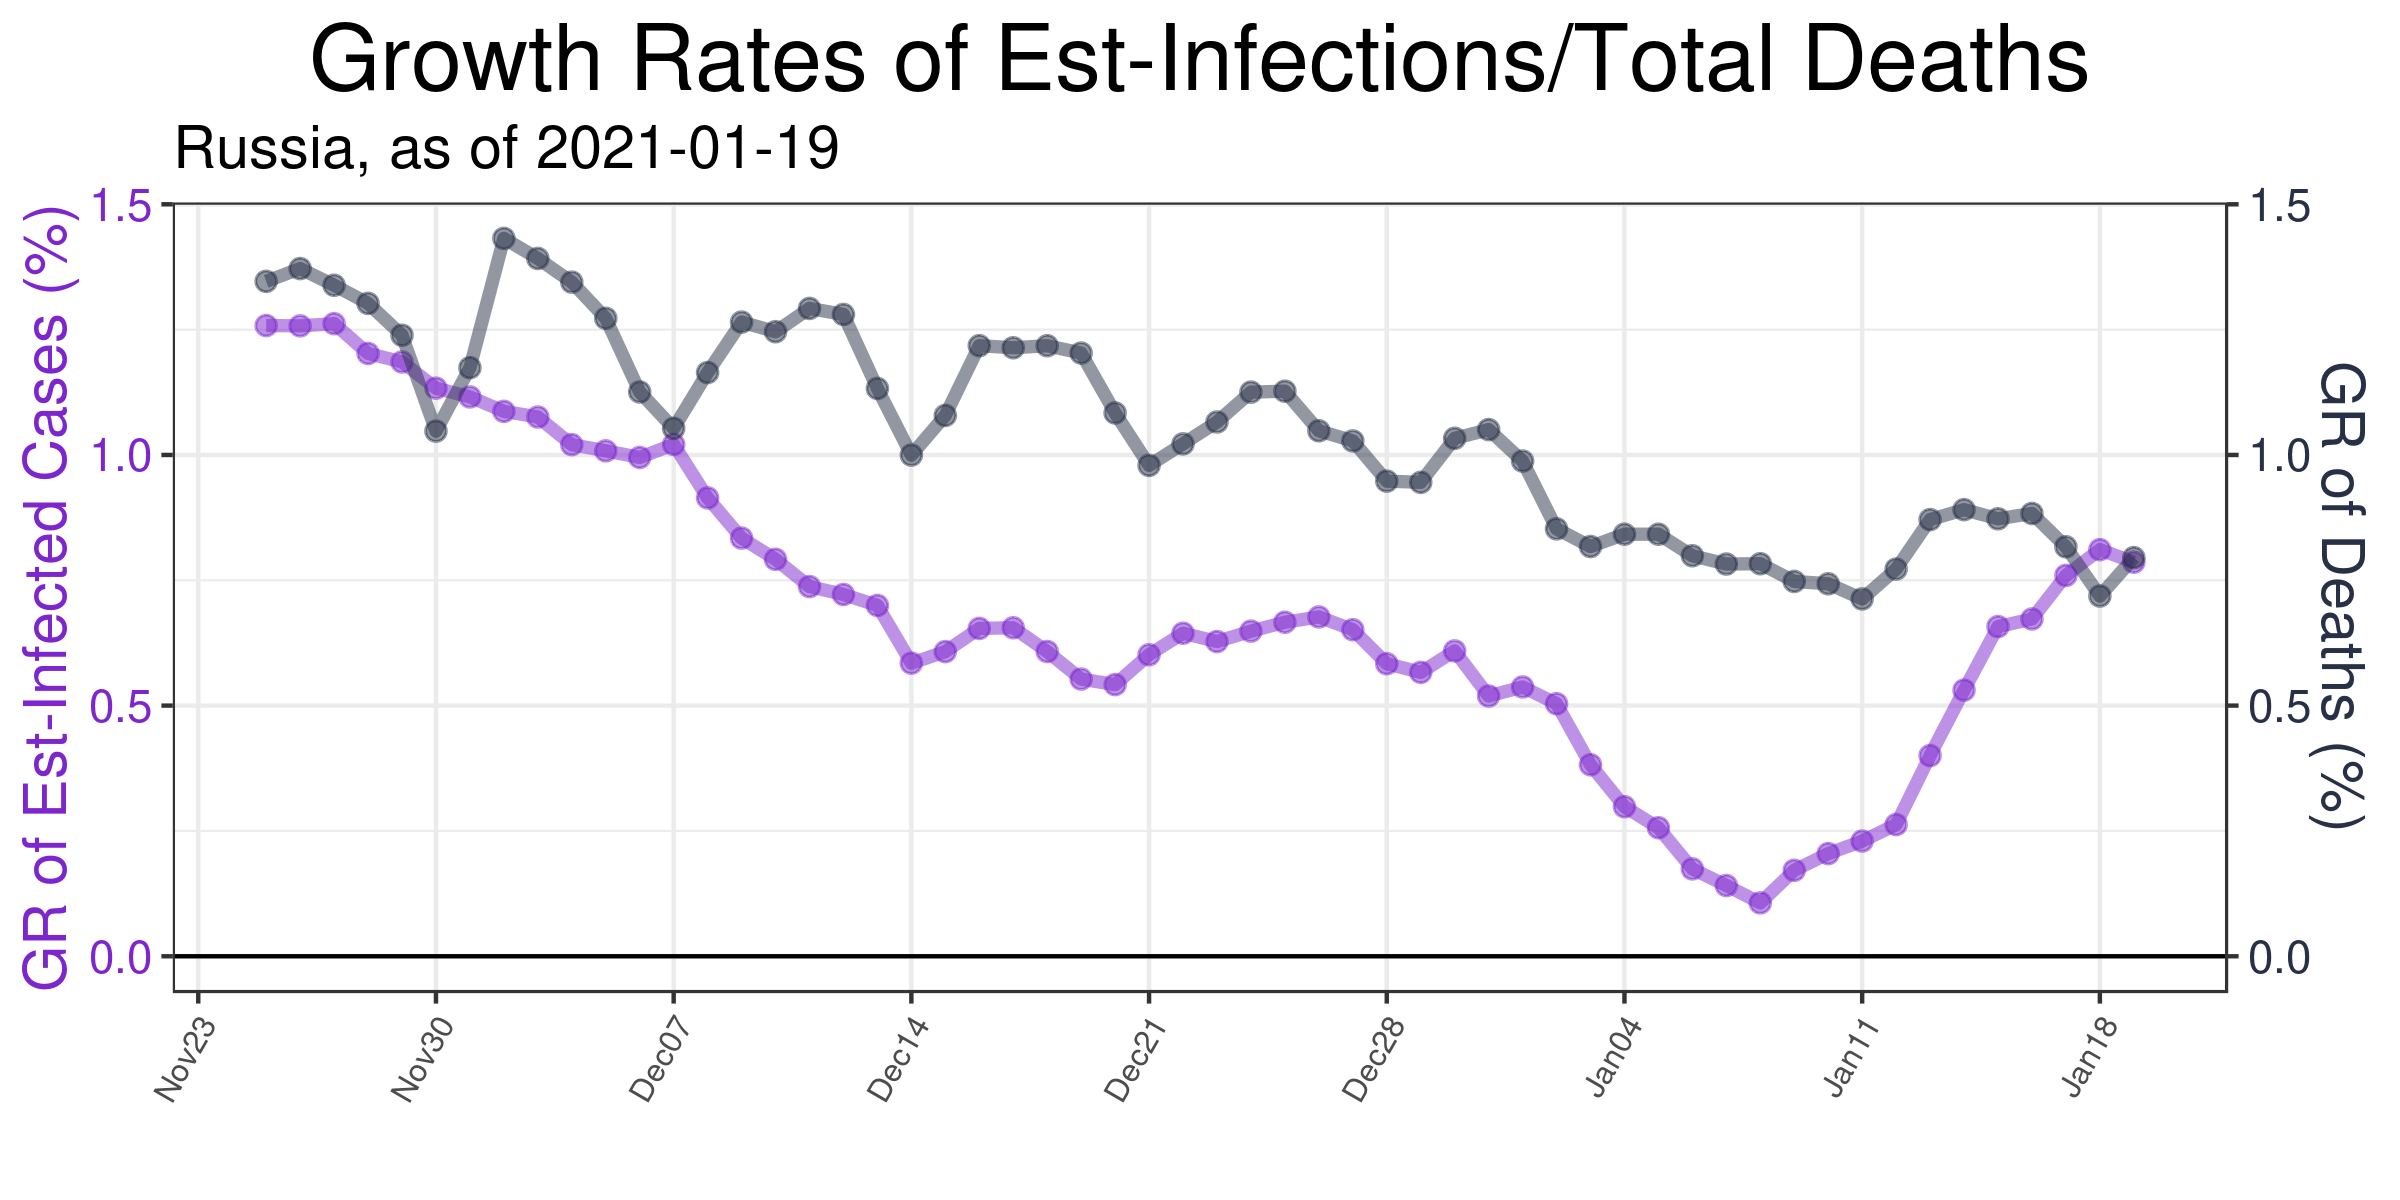 Growth Rates of Est-Infections/Total Deaths
Russia, as of 2021-01-19
GR of Est-Infected Cases (%)
1.5
1.0
0.5
0.0
1.5
1.0
0.5
0.0
GR of Deaths (%)
Nov23
Nov30
Dec07
Dec14
Dec21
Dec28
Jan04
Jan11
Jan18